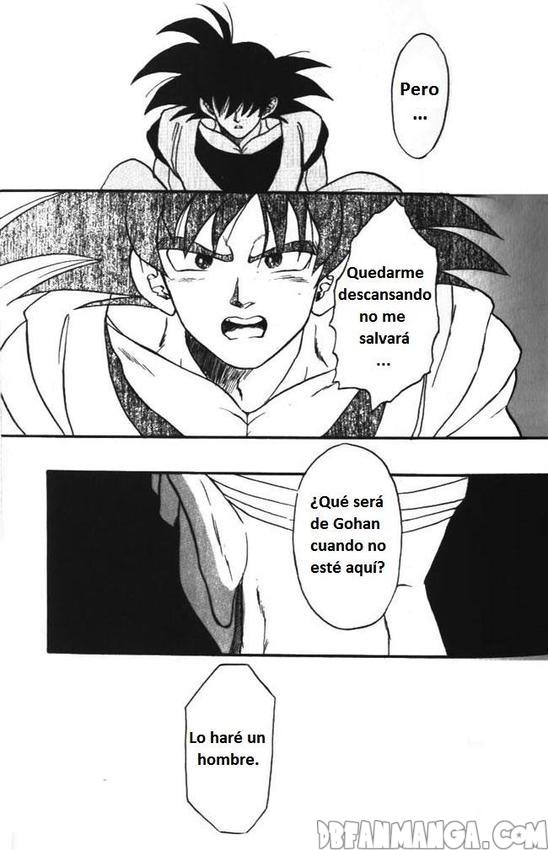 Pero
...
Quedarme
descansando
no me
salvará
...
¿Qué será
de Gohan
cuando no
esté aquí?
Lo haré un
hombre.
DBFANMANGA.COM